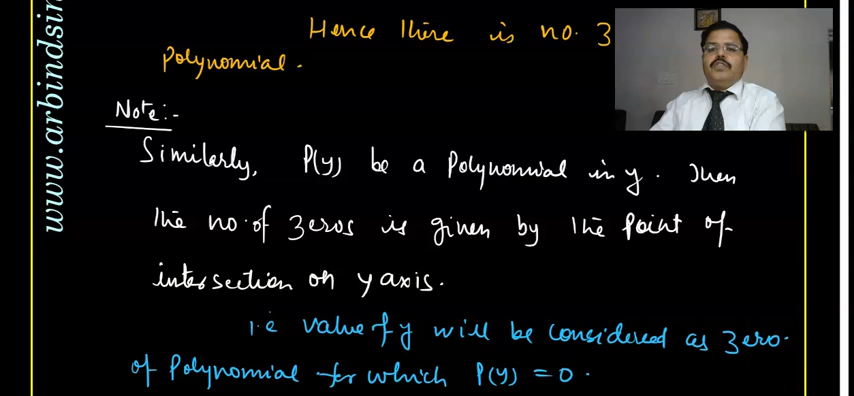 Hence there is no. 3
Polynomial.
Note:-
Similarly, P(y) be a Polynomial in y. Then
the no. of zeros is given by the point of
intersection on y axis.
i.e value of y will be considered as zero.
of Polynomial for which P(y) = 0.
www.arbindsin